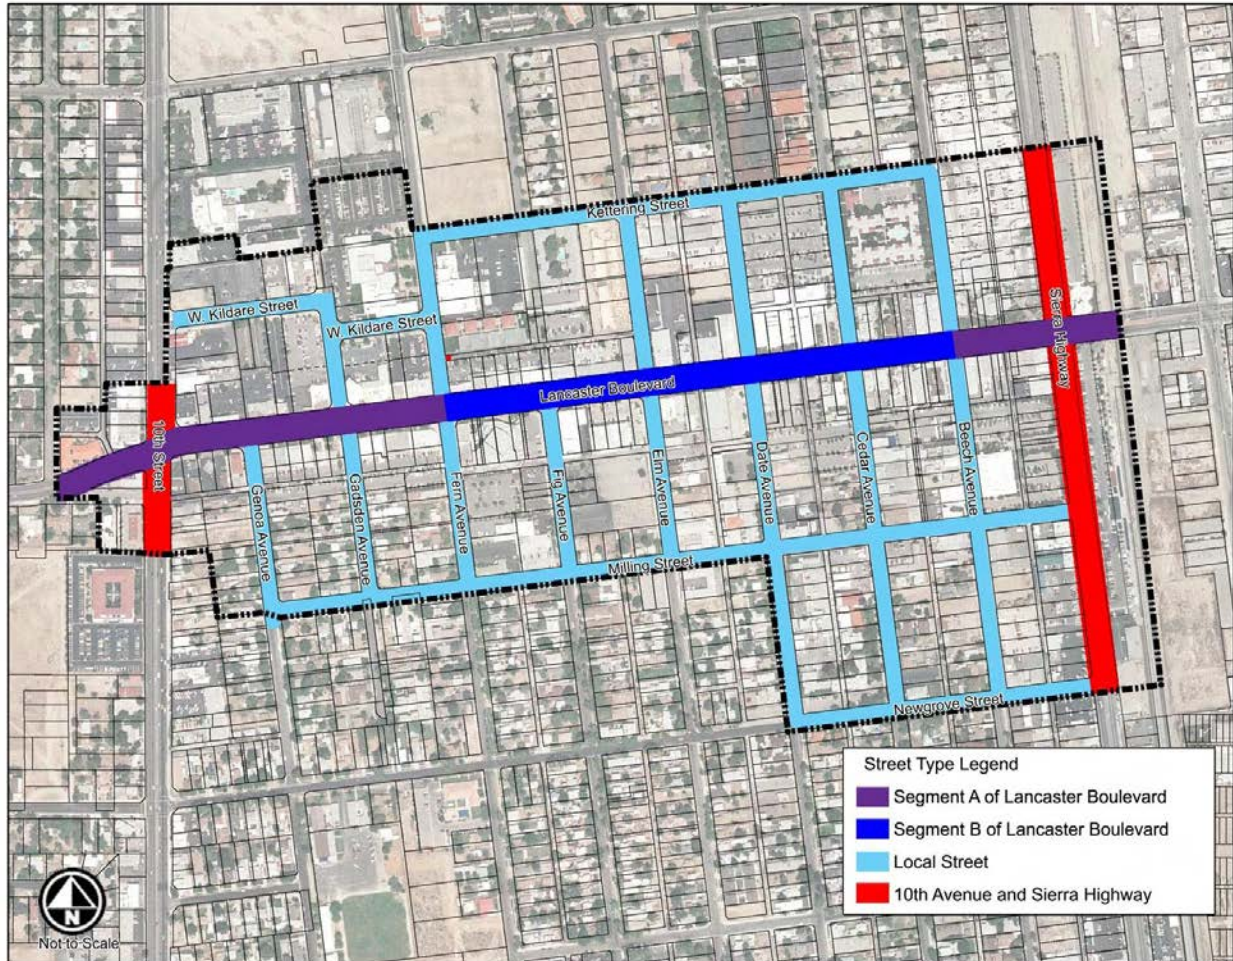 Kettering Street
W. Kildare Street
W. Kildare Street
Sierra Highway
Lancaster Boulevard
10th Street
Genoa Avenue
Gadsden Avenue
Fern Avenue
Fig Avenue
Elm Avenue
Date Avenue
Cedar Avenue
Beech Avenue
Milling Street
Newgrove Street
Street Type Legend
Segment A of Lancaster Boulevard
Segment B of Lancaster Boulevard
Local Street
10th Avenue and Sierra Highway
N
Not to Scale